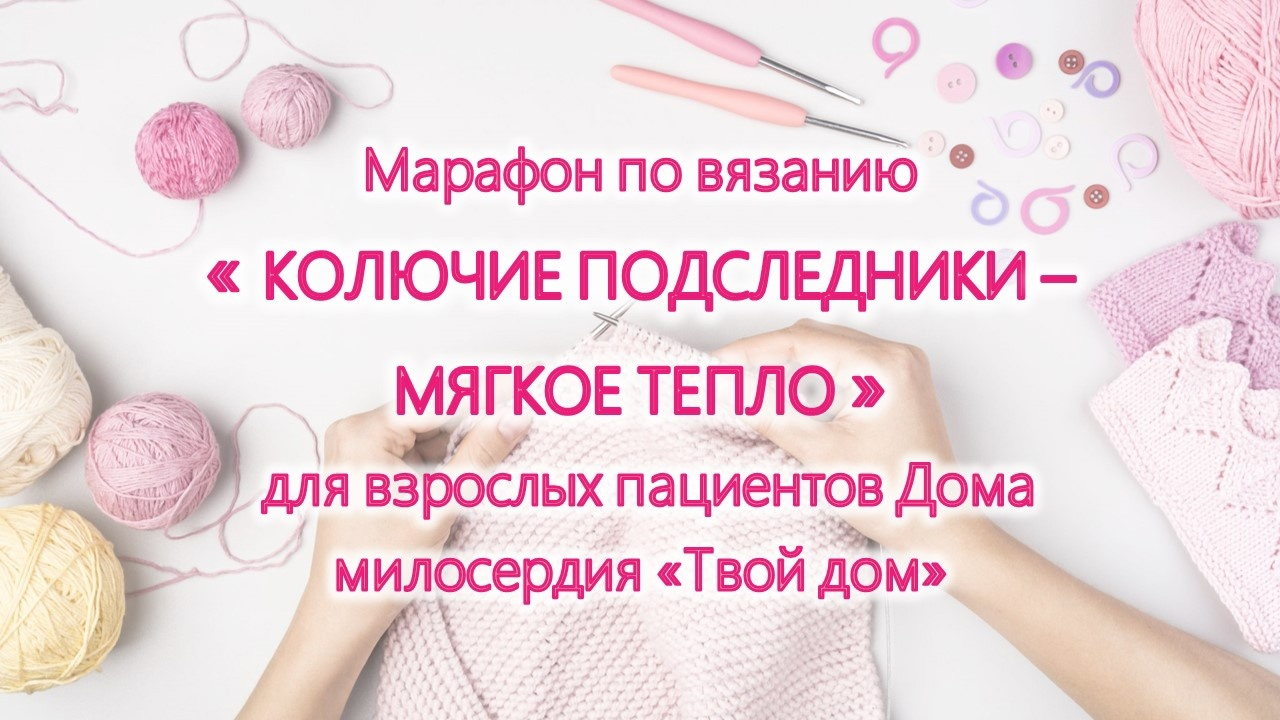 Марафон по вязанию
« КОЛЮЧИЕ ПОДСЛЕДНИКИ –
МЯГКОЕ ТЕПЛО »
для взрослых пациентов Дома
милосердия «Твой дом»